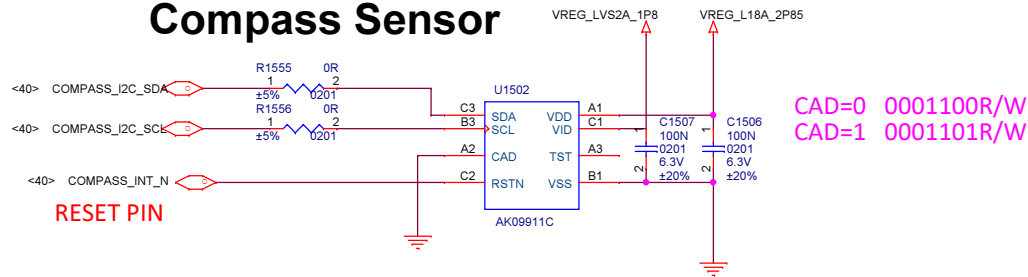 Compass Sensor
VREG_LVS2A_1P8 VREG_L18A_2P85
R1555 0R
<40> COMPASS_I2C_SDA 1 2
±5% 0201
R1556 0R
<40> COMPASS_I2C_SCL 1 2
±5% 0201
U1502
C3 SDA VDD A1
B3 SCL VID C1
A2 CAD TST A3
C2 RSTN VSS B1
AK09911C
<40> COMPASS_INT_N
RESET PIN
1 C1507
100N
0201
6.3V
2 ±20%
1 C1506
100N
0201
6.3V
2 ±20%
CAD=0 0001100R/W
CAD=1 0001101R/W